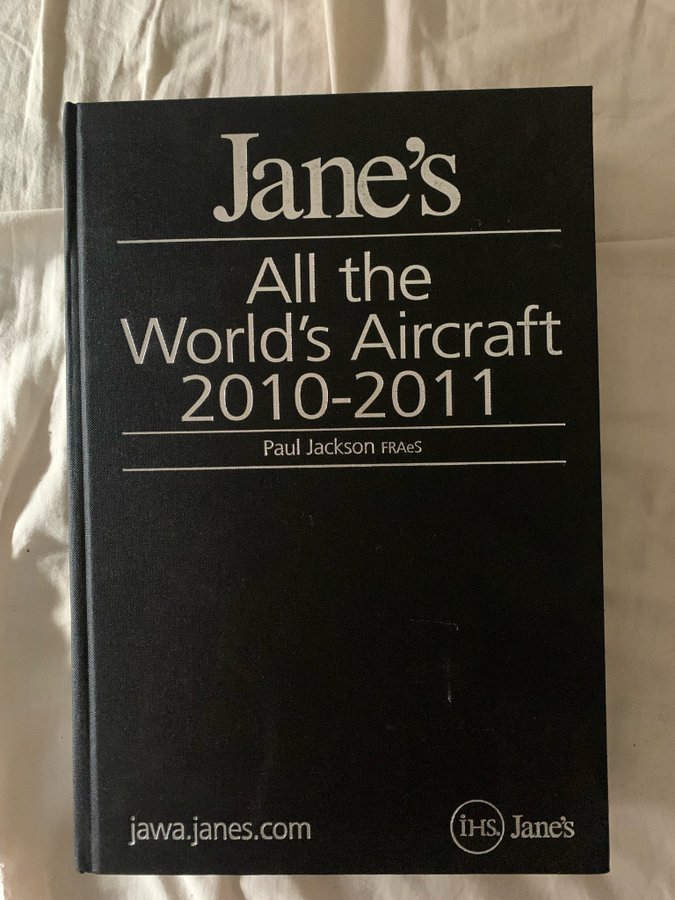 Jane's
All the
World's Aircraft
2010-2011
Paul Jackson FRAeS
jawa.janes.com
iHS. Jane's